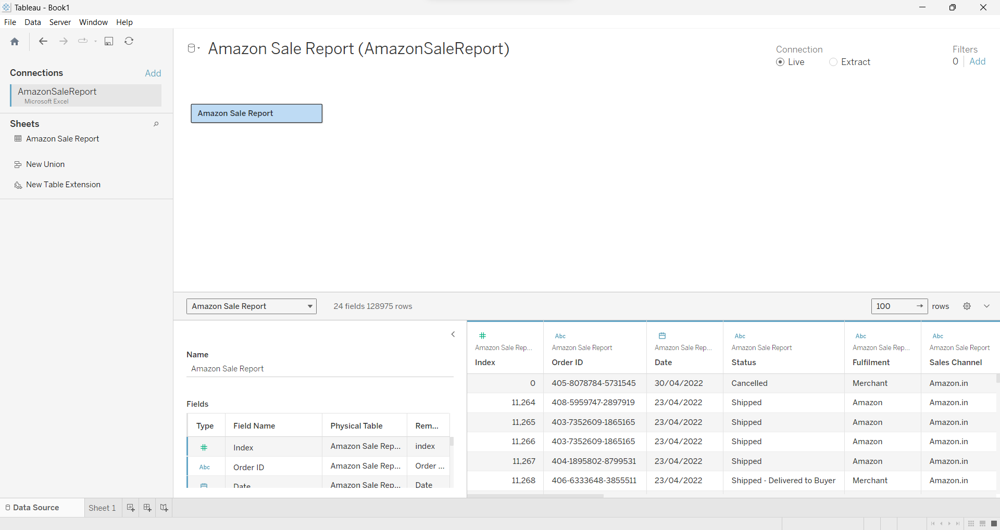 Tableau - Book1
File Data Server Window Help
Connections Add
AmazonSaleReport
Microsoft Excel
Sheets
Amazon Sale Report
New Union
New Table Extension
Amazon Sale Report (AmazonSaleReport)
Connection
Live Extract
Filters
0 Add
Amazon Sale Report
Amazon Sale Report 24 fields 128975 rows 100 rows
Name
Amazon Sale Report
Fields
Type Field Name Physical Table Rem...
Index Amazon Sale Rep... index
Abc Order ID Amazon Sale Rep... Order ...
Date Amazon Sale Rep... Date
Abc Abc Abc Abc
Amazon Sale Rep... Amazon Sale Report Amazon Sale Rep... Amazon Sale Report Amazon Sale Rep... Amazon Sale Report
Index Order ID Date Status Fulfilment Sales Channel
0 405-8078784-5731545 30/04/2022 Cancelled Merchant Amazon.in
11,264 408-5959747-2897919 23/04/2022 Shipped Amazon Amazon.in
11,265 403-7352609-1865165 23/04/2022 Shipped Amazon Amazon.in
11,266 403-7352609-1865165 23/04/2022 Shipped Amazon Amazon.in
11,267 404-1895802-8799531 23/04/2022 Shipped Amazon Amazon.in
11,268 406-6333648-3855511 23/04/2022 Shipped - Delivered to Buyer Merchant Amazon.in
Data Source Sheet 1